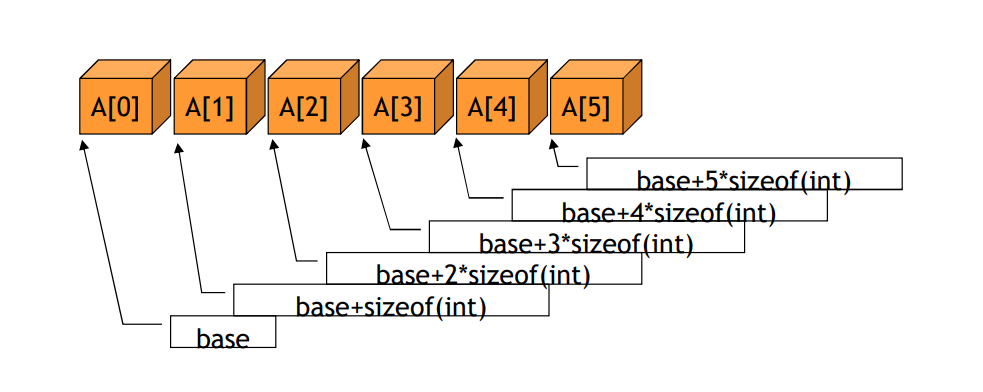 A[0] A[1] A[2] A[3] A[4] A[5]
base+5*sizeof(int)
base+4*sizeof(int)
base+3*sizeof(int)
base+2*sizeof(int)
base+sizeof(int)
base